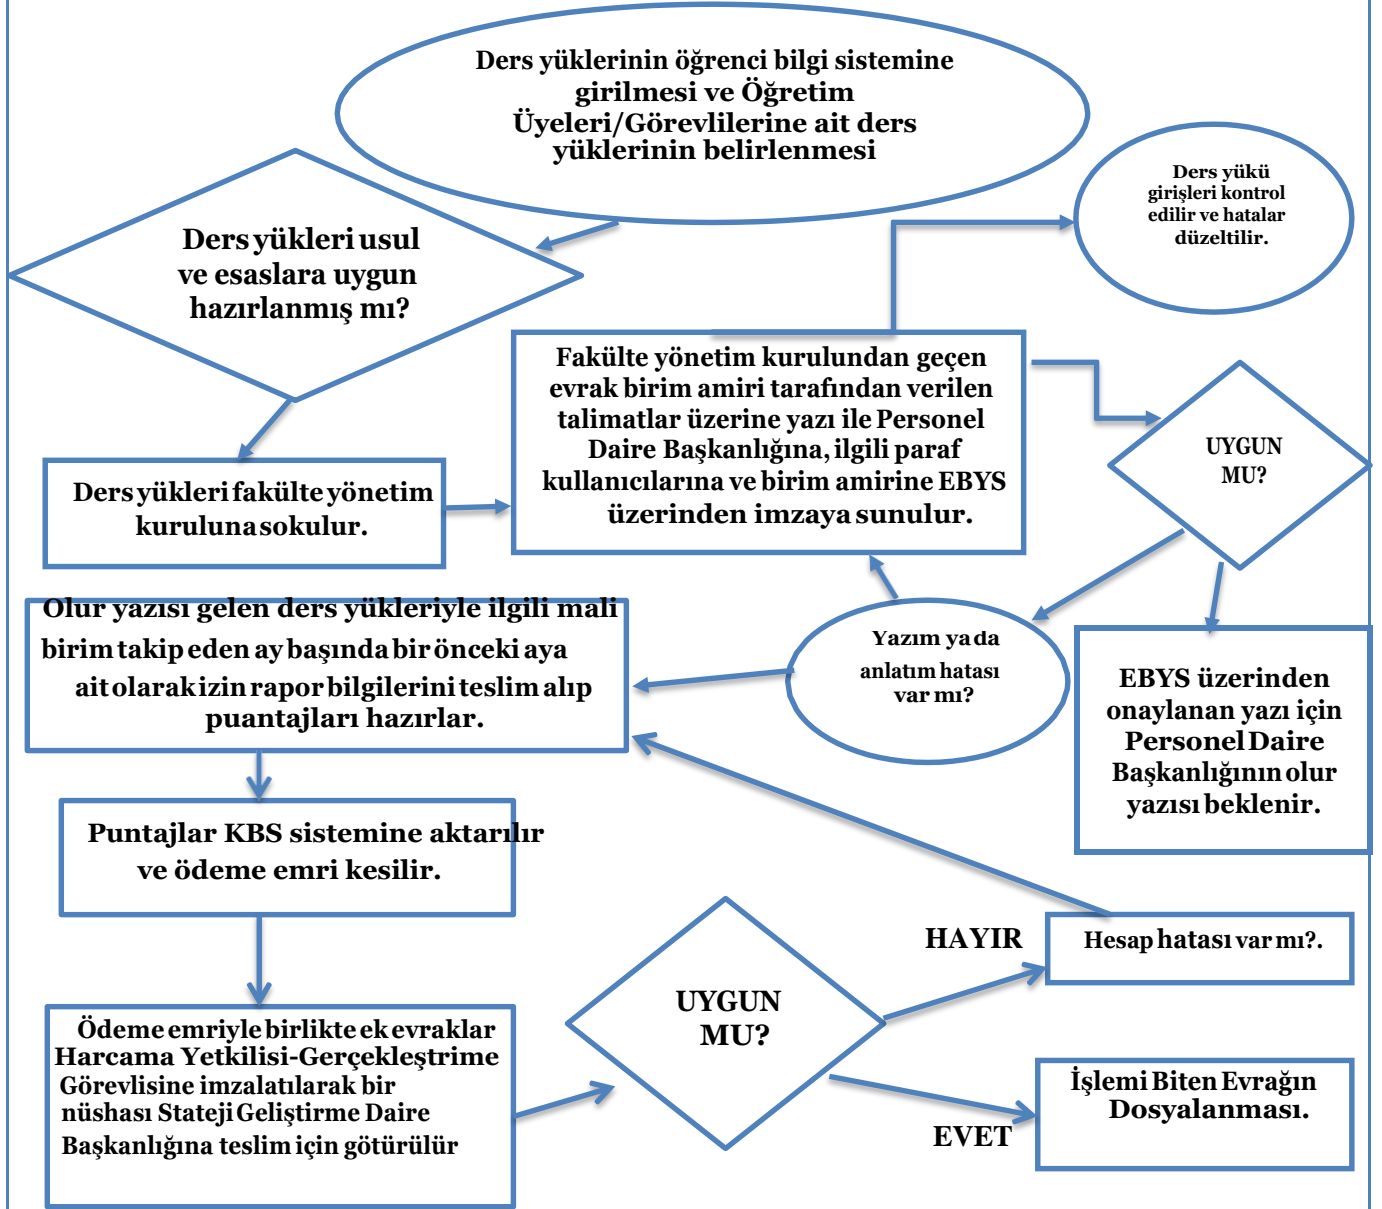 Ders yüklerinin öğrenci bilgi sistemine
girilmesi ve Öğretim
Üyeleri/Görevlilerine ait ders
yüklerinin belirlenmesi
Ders yükü
girişleri kontrol
edilir ve hatalar
düzeltilir.
Ders yükleri usul
ve esaslara uygun
hazırlanmış mı?
Fakülte yönetim kurulundan geçen
evrak birim amiri tarafından verilen
talimatlar üzerine yazı ile Personel
Daire Başkanlığına, ilgili paraf
kullanıcılarına ve birim amirine EBYS
üzerinden imzaya sunulur.
UYGUN
MU?
Ders yükleri fakülte yönetim
kuruluna sokulur.
Olur yazısı gelen ders yükleriyle ilgili mali
birim takip eden ay başında bir önceki aya
ait olarak izin rapor bilgilerini teslim alıp
puantajları hazırlar.
Yazım ya da
anlatım hatası
var mı?
EBYS üzerinden
onaylanan yazı için
Personel Daire
Başkanlığının olur
yazısı beklenir.
Puntajlar KBS sistemine aktarılır
ve ödeme emri kesilir.
HAYIR
Hesap hatası var mı?.
UYGUN
MU?
Ödeme emriyle birlikte ek evraklar
Harcama Yetkilisi-Gerçekleştrime
Görevlisine imzalatılarak bir
nüshası Stateji Geliştirme Daire
Başkanlığına teslim için götürülür
İşlemi Biten Evrağın
Dosyalanması.
EVET